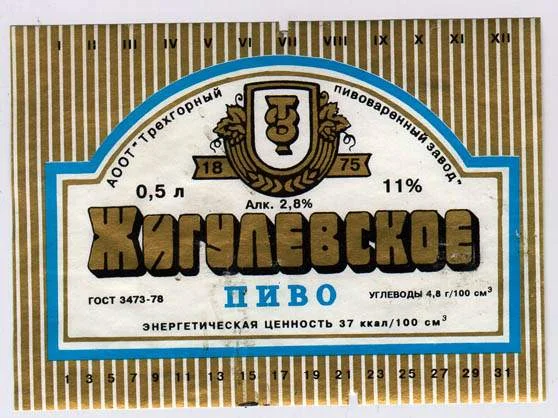 I II III IV V VI VII VIII IX X XI XII
АООТ "Трехгорный пивоваренный завод"
ТПЗ
1875
0,5 л
11%
Алк. 2,8%
ЖИГУЛЕВСКОЕ
ПИВО
ГОСТ 3473-78
УГЛЕВОДЫ 4,8 г/100 см³
ЭНЕРГЕТИЧЕСКАЯ ЦЕННОСТЬ 37 ккал/100 см³
1 3 5 7 9 11 13 15 17 19 21 23 25 27 29 31